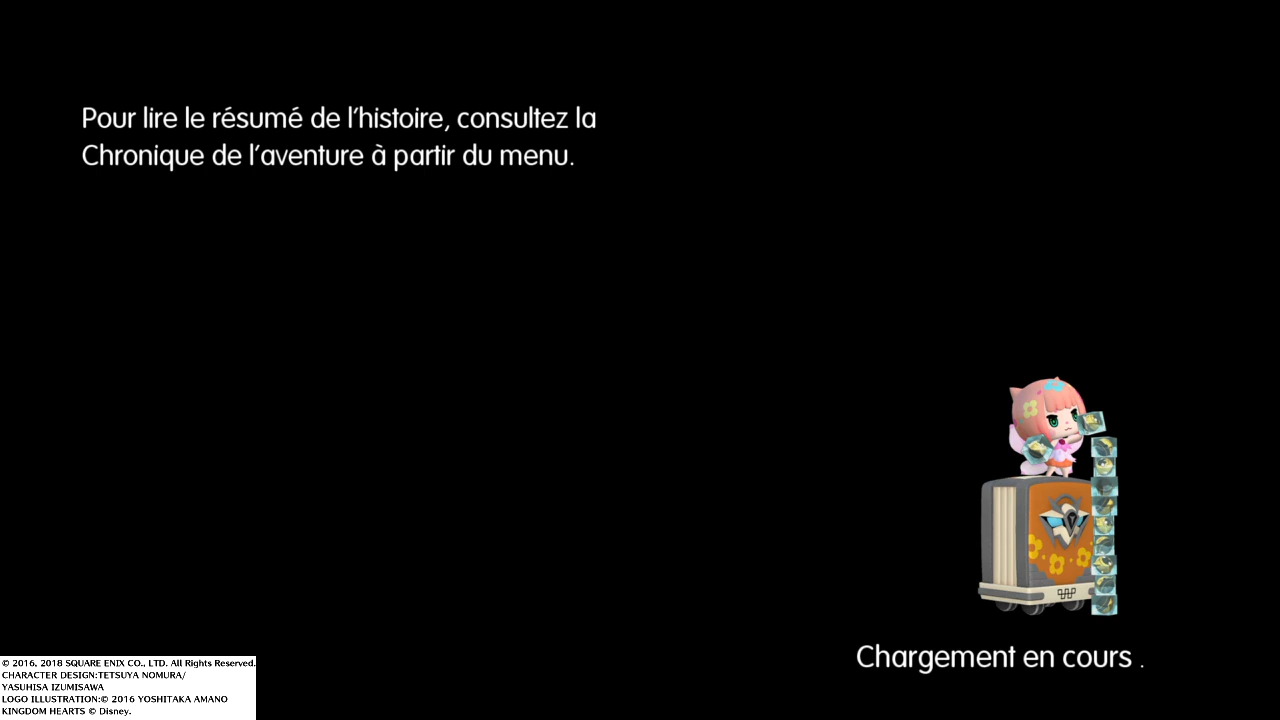 Pour lire le résumé de l'histoire, consultez la
Chronique de l'aventure à partir du menu.
Chargement en cours .
© 2016, 2018 SQUARE ENIX CO., LTD. All Rights Reserved.
CHARACTER DESIGN:TETSUYA NOMURA/
YASUHISA IZUMISAWA
LOGO ILLUSTRATION:© 2016 YOSHITAKA AMANO
KINGDOM HEARTS © Disney.